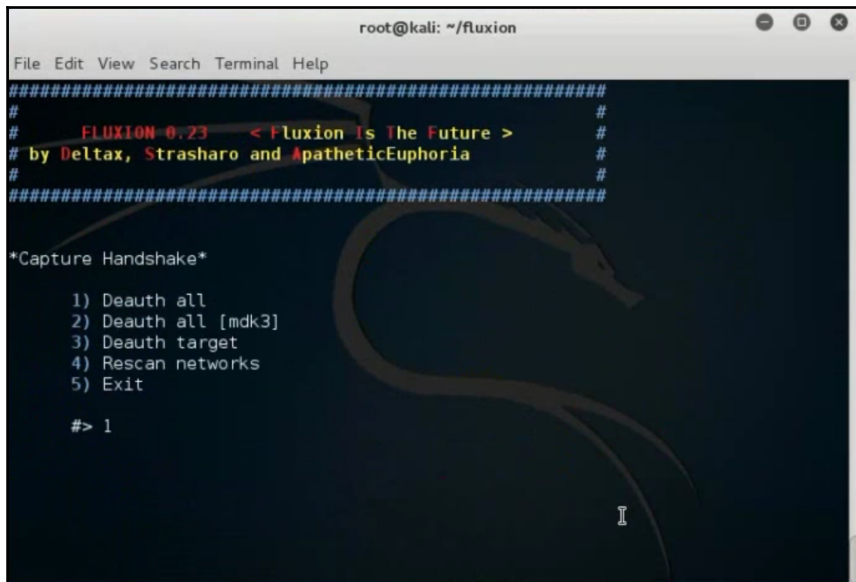 root@kali: ~/fluxion
File Edit View Search Terminal Help
#########################################################
# #
# FLUXION 0.23 < Fluxion Is The Future > #
# by Deltax, Strasharo and ApatheticEuphoria #
# #
#########################################################
*Capture Handshake*
1) Deauth all
2) Deauth all [mdk3]
3) Deauth target
4) Rescan networks
5) Exit
#> 1